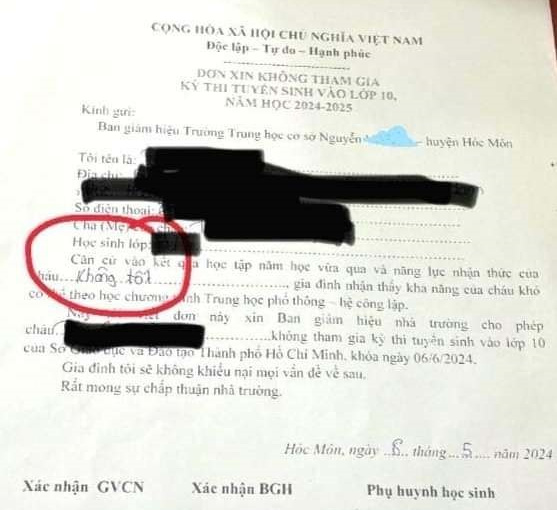 CỘNG HÒA XÃ HỘI CHỦ NGHĨA VIỆT NAM
Độc lập – Tự do – Hạnh phúc
ĐƠN XIN KHÔNG THAM GIA
KỲ THI TUYỂN SINH VÀO LỚP 10,
NĂM HỌC 2024-2025
Kính gửi:
Ban giám hiệu Trường Trung học cơ sở Nguyễn - huyện Hóc Môn
Tôi tên là:
Địa chỉ:
Số điện thoại:
Cha (Mẹ)
Học sinh lớp:
Căn cứ vào kết quả học tập năm học vừa qua và năng lực nhận thức của
cháu....Không tốt............................, gia đình nhận thấy khả năng của cháu khó
có thể theo học chương trình Trung học phổ thông – hệ công lập.
Nay đơn này xin Ban giám hiệu nhà trường cho phép
cháu..............................không tham gia kỳ thi tuyển sinh vào lớp 10
của Sở Giáo dục và Đào tạo Thành phố Hồ Chí Minh, khóa ngày 06/6/2024.
Gia đình tôi sẽ không khiếu nại mọi vấn đề về sau.
Rất mong sự chấp thuận nhà trường.
Hóc Môn, ngày ..8.. tháng...5.... năm 2024
Xác nhận GVCN Xác nhận BGH Phụ huynh học sinh